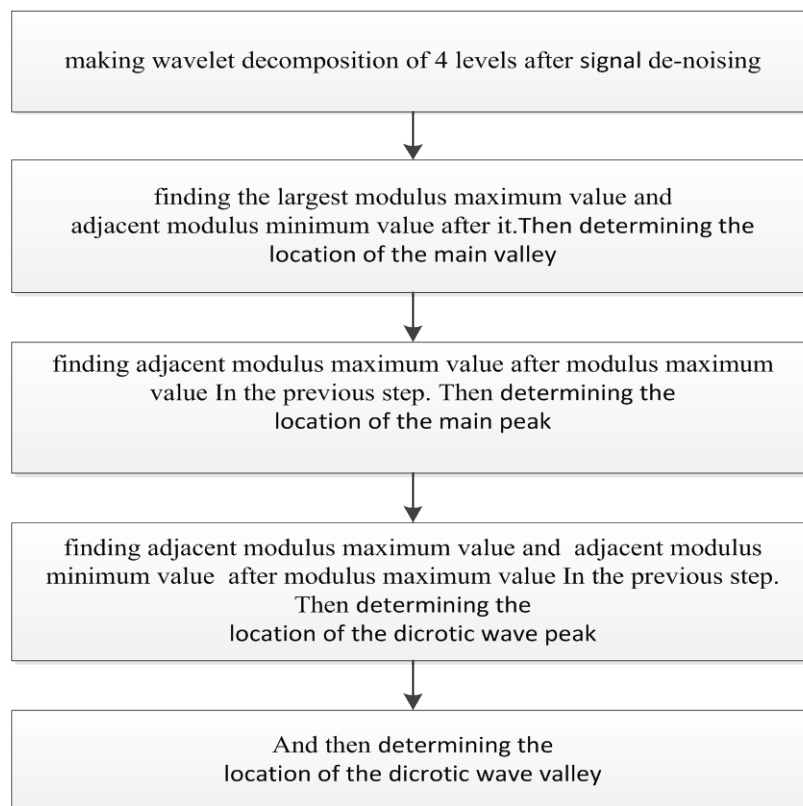 making wavelet decomposition of 4 levels after signal de-noising
finding the largest modulus maximum value and
adjacent modulus minimum value after it.Then determining the
location of the main valley
finding adjacent modulus maximum value after modulus maximum
value In the previous step. Then determining the
location of the main peak
finding adjacent modulus maximum value and  adjacent modulus
minimum value  after modulus maximum value In the previous step.
Then determining the
location of the dicrotic wave peak
And then determining the
location of the dicrotic wave valley